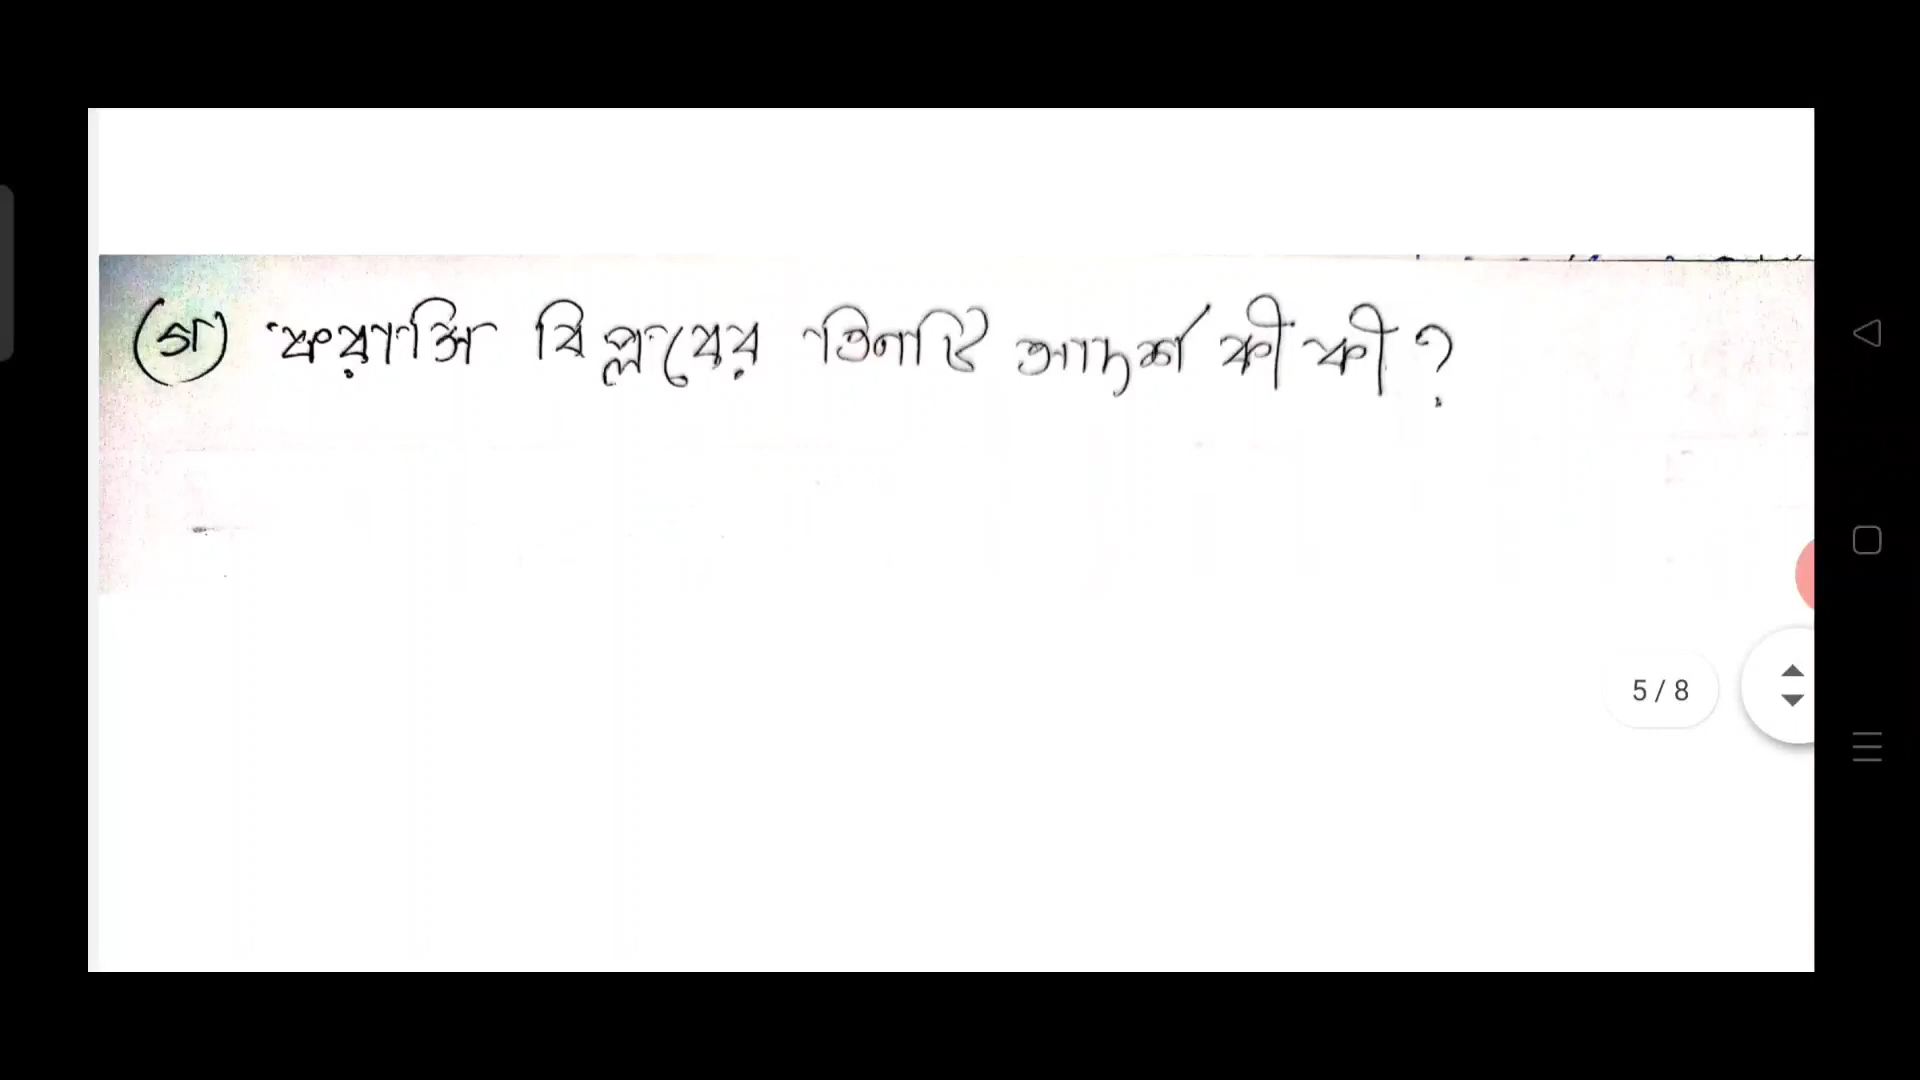 (গ) ফরাসি বিপ্লবের তিনটি আদর্শ কী কী ?
5 / 8